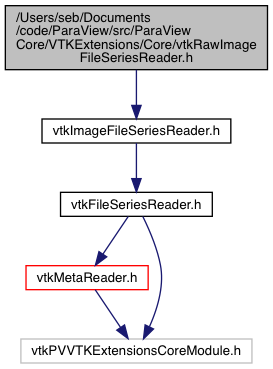 /Users/seb/Documents
/code/ParaView/src/ParaView
Core/VTKExtensions/Core/vtkRawImage
FileSeriesReader.h
vtkImageFileSeriesReader.h
vtkFileSeriesReader.h
vtkMetaReader.h
vtkPVVTKExtensionsCoreModule.h